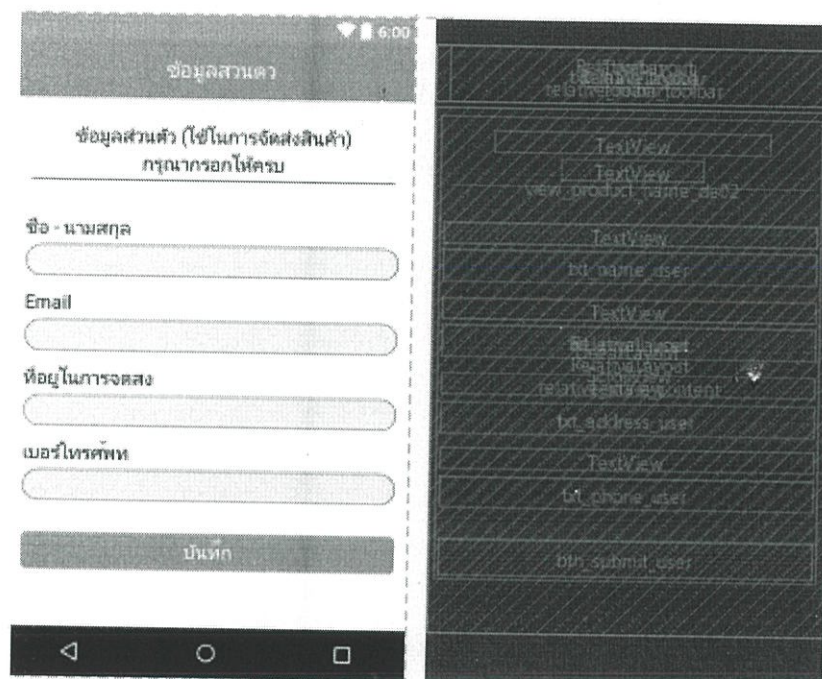 6:00
ข้อมูลส่วนตัว
ข้อมูลส่วนตัว (ใช้ในการจัดส่งสินค้า)
กรุณากรอกให้ครบ
ชื่อ - นามสกุล
Email
ที่อยู่ในการจดสง
เบอร์โทรศัพท
บันทึก
TextView
TextView
view_product_name_de02
TextView
txt_name_user
TextView
RelativeLayout
txt_address_user
TextView
txt_phone_user
btn_submit_user